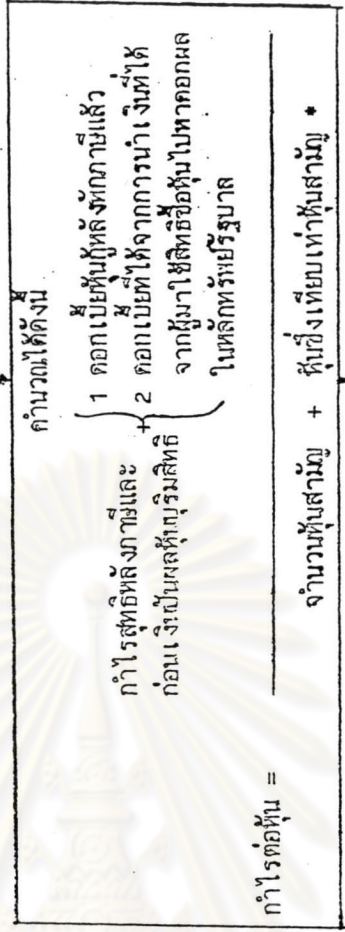 คำนวณได้ดังนี้
กำไรสุทธิหลังภาษีและ
ก่อนเงินปันผลหุ้นบุริมสิทธิ
+
1 ดอกเบี้ยหุ้นกู้หลังหักภาษีแล้ว
2 ดอกเบี้ยที่ได้จากการนำเงินที่ได้
จากผู้มาใช้สิทธิซื้อหุ้นไปหาดอกผล
ในหลักทรัพย์รัฐบาล
กำไรต่อหุ้น =
จำนวนหุ้นสามัญ + หุ้นซึ่งเทียบเท่าหุ้นสามัญ *